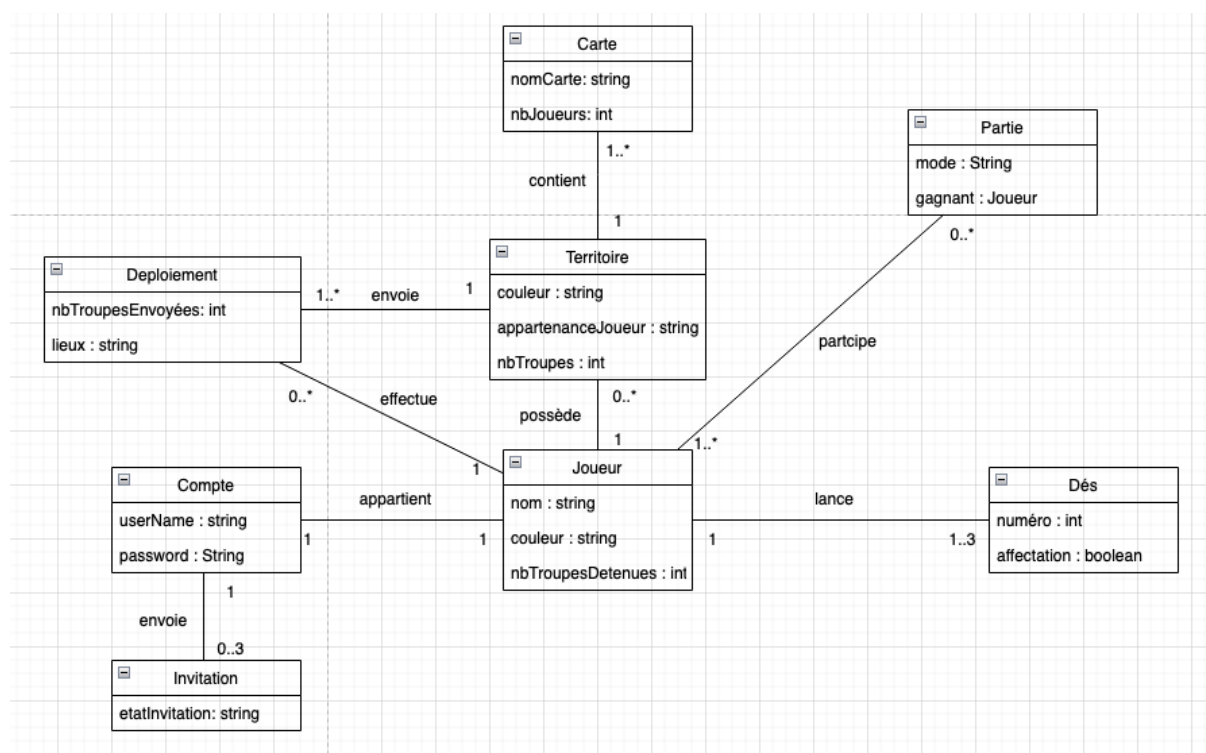 Carte
nomCarte: string
nbJoueurs: int
1..*
contient
1
Partie
mode : String
gagnant : Joueur
0..*
partcipe
1..*
Territoire
couleur : string
appartenanceJoueur : string
nbTroupes : int
Deploiement
nbTroupesEnvoyées: int
lieux : string
1..*
envoie
1
0..*
effectue
1
0..*
possède
1
Joueur
nom : string
couleur : string
nbTroupesDetenues : int
lance
1
1..3
Dés
numéro : int
affectation : boolean
Compte
userName : string
password : String
appartient
1
1
1
envoie
0..3
Invitation
etatInvitation: string